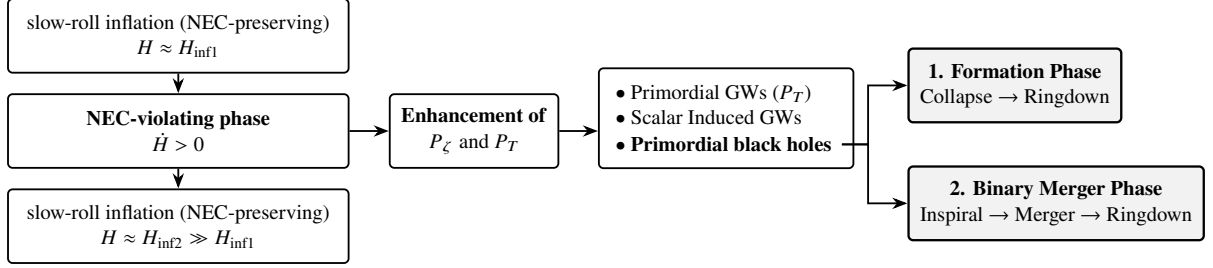 slow-roll inflation (NEC-preserving)
H ≈ H_inf1
NEC-violating phase
Ḣ > 0
slow-roll inflation (NEC-preserving)
H ≈ H_inf2 ≫ H_inf1
Enhancement of
P_ζ and P_T
• Primordial GWs (P_T)
• Scalar Induced GWs
• Primordial black holes
1. Formation Phase
Collapse → Ringdown
2. Binary Merger Phase
Inspiral → Merger → Ringdown